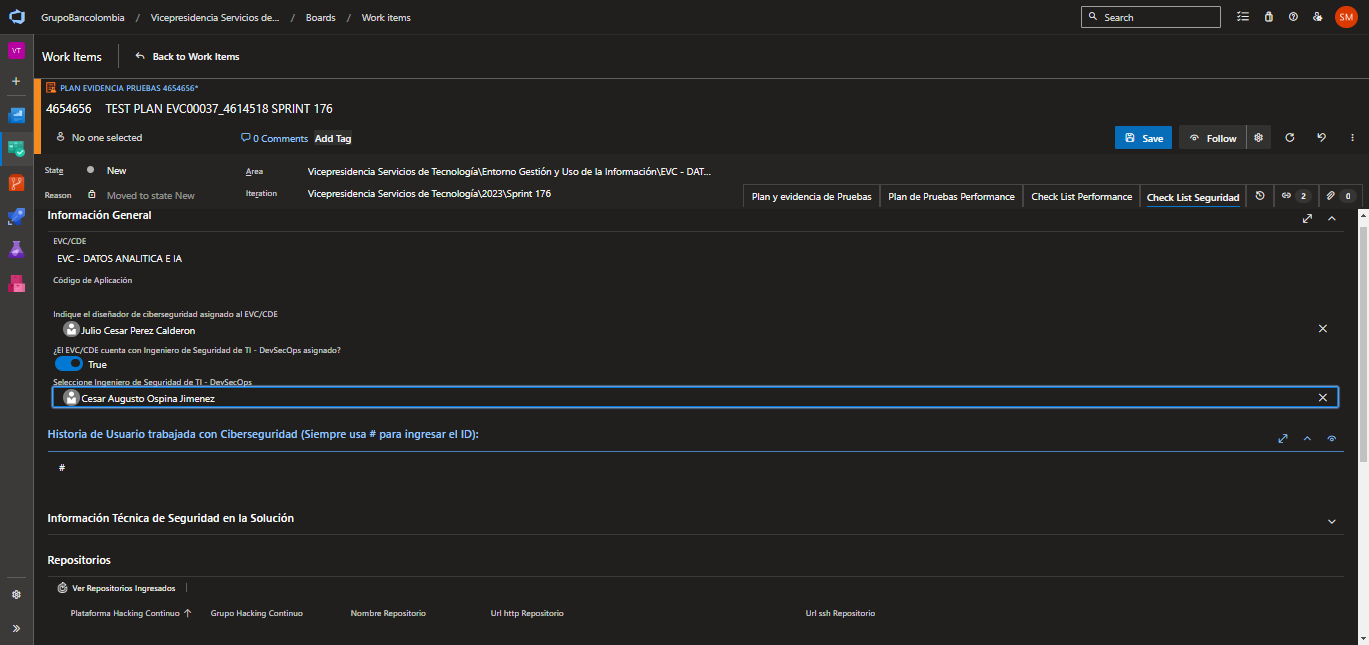 GrupoBancolombia / Vicepresidencia Servicios de... / Boards / Work items
Search
SM
VT
Work Items
Back to Work Items
PLAN EVIDENCIA PRUEBAS 4654656*
4654656 TEST PLAN EVC00037_4614518 SPRINT 176
No one selected
0 Comments
Add Tag
Save
Follow
State New
Area Vicepresidencia Servicios de Tecnología\Entorno Gestión y Uso de la Información\EVC - DAT...
Reason Moved to state New
Iteration Vicepresidencia Servicios de Tecnología\2023\Sprint 176
Plan y evidencia de Pruebas
Plan de Pruebas Performance
Check List Performance
Check List Seguridad
2
0
Información General
EVC/CDE
EVC - DATOS ANALITICA E IA
Código de Aplicación
Indique el diseñador de ciberseguridad asignado al EVC/CDE
Julio Cesar Perez Calderon
¿El EVC/CDE cuenta con Ingeniero de Seguridad de TI - DevSecOps asignado?
True
Seleccione Ingeniero de Seguridad de TI - DevSecOps
Cesar Augusto Ospina Jimenez
Historia de Usuario trabajada con Ciberseguridad (Siempre usa # para ingresar el ID):
#
Información Técnica de Seguridad en la Solución
Repositorios
Ver Repositorios Ingresados
Plataforma Hacking Continuo ↑ Grupo Hacking Continuo Nombre Repositorio Url http Repositorio Url ssh Repositorio